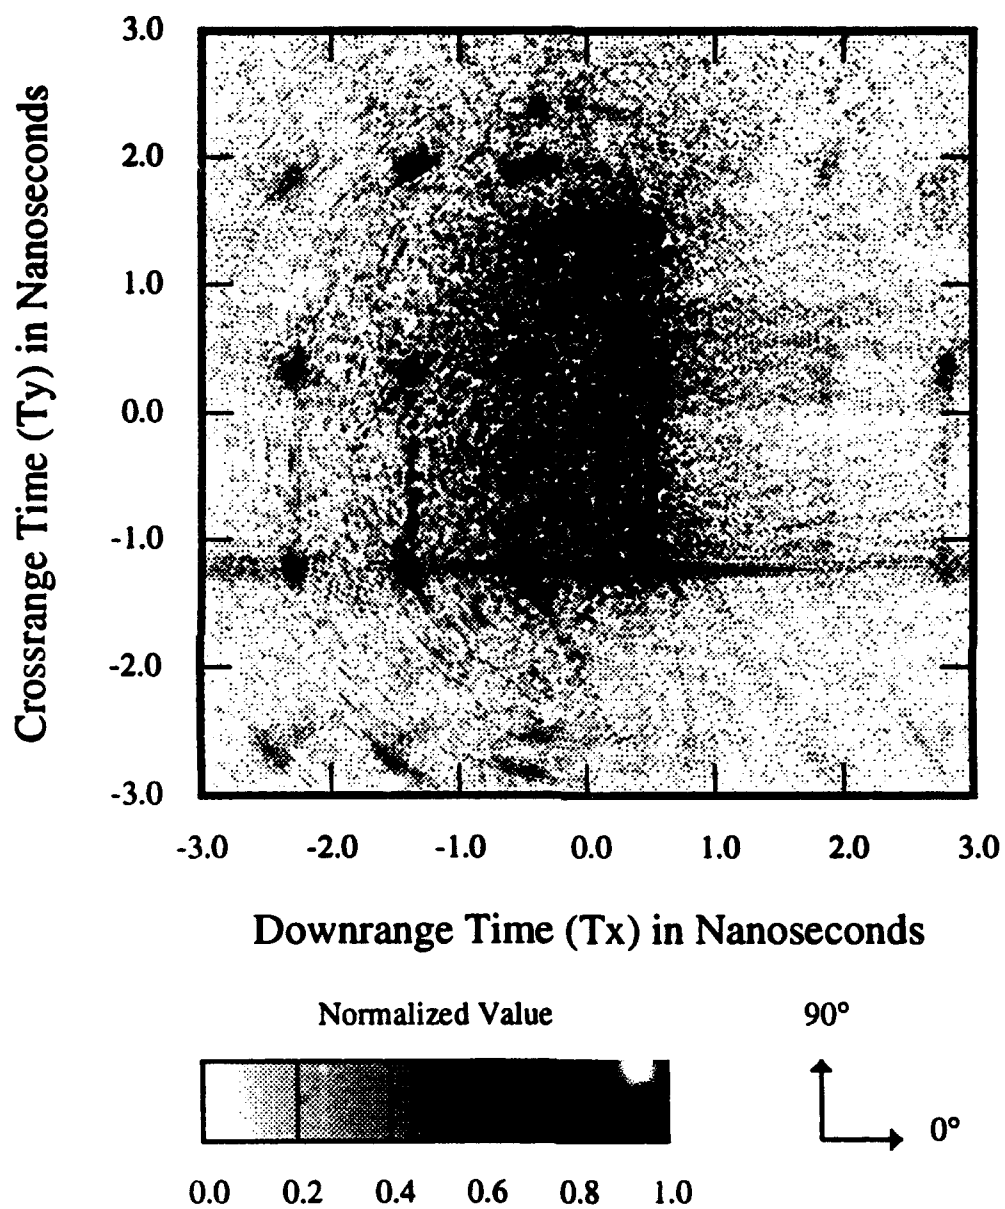 3.0
2.0
1.0
0.0
-1.0
-2.0
-3.0
Crossrange Time (Ty) in Nanoseconds
-3.0 -2.0 -1.0 0.0 1.0 2.0 3.0
Downrange Time (Tx) in Nanoseconds
Normalized Value
90°
0°
0.0 0.2 0.4 0.6 0.8 1.0